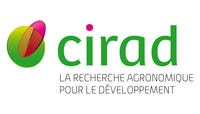 cirad
LA RECHERCHE AGRONOMIQUE
POUR LE DÉVELOPPEMENT